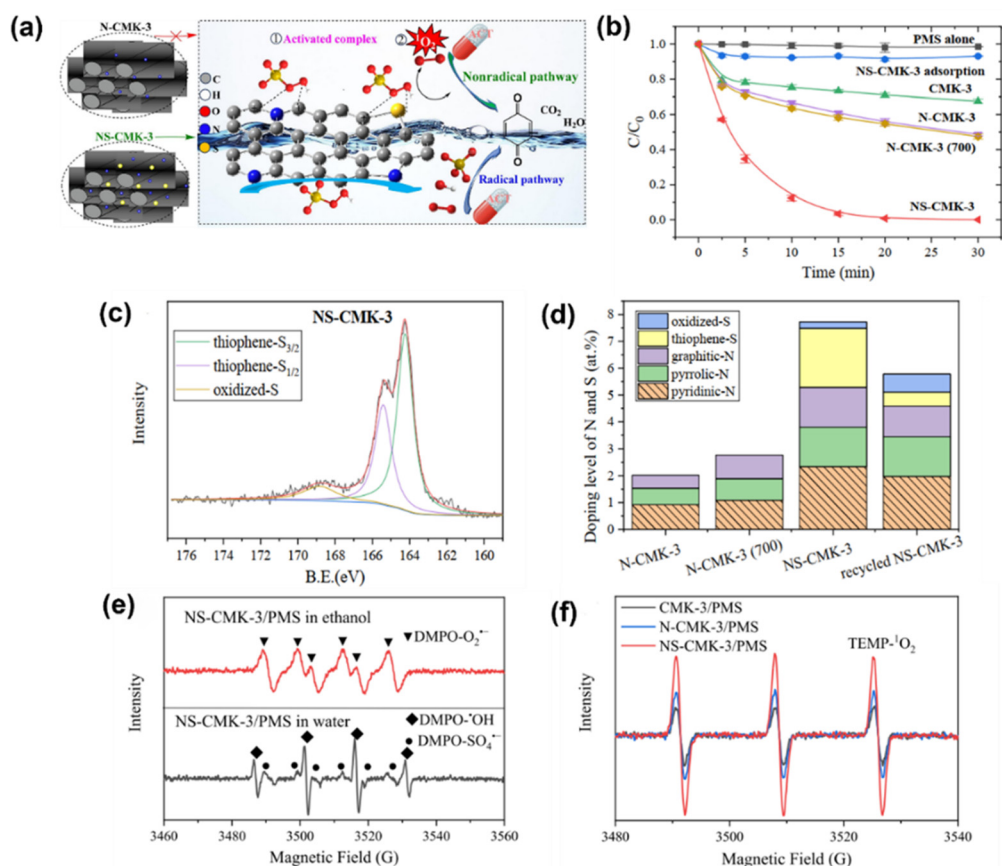 (a)
N-CMK-3
NS-CMK-3
① Activated complex
②
¹O₂
ACT
Nonradical pathway
CO₂
H₂O
Radical pathway
ACT
C
H
O
N
S
O
O
(b)
C/C₀
1.0
0.8
0.6
0.4
0.2
0.0
PMS alone
NS-CMK-3 adsorption
CMK-3
N-CMK-3
N-CMK-3 (700)
NS-CMK-3
0 5 10 15 20 25 30
Time (min)
(c)
NS-CMK-3
thiophene-S3/2
thiophene-S1/2
oxidized-S
Intensity
176 172 168 164 160
B.E.(eV)
(d)
Doping level of N and S (at.%)
8
7
6
5
4
3
2
1
0
oxidized-S
thiophene-S
graphitic-N
pyrrolic-N
pyridinic-N
N-CMK-3
N-CMK-3 (700)
NS-CMK-3
recycled NS-CMK-3
(e)
NS-CMK-3/PMS in ethanol
▼DMPO-O₂•−
NS-CMK-3/PMS in water
◆DMPO-•OH
●DMPO-SO₄•−
Intensity
3460 3480 3500 3520 3540 3560
Magnetic Field (G)
(f)
CMK-3/PMS
N-CMK-3/PMS
NS-CMK-3/PMS
TEMP-¹O₂
Intensity
3480 3500 3520 3540
Magnetic Field (G)